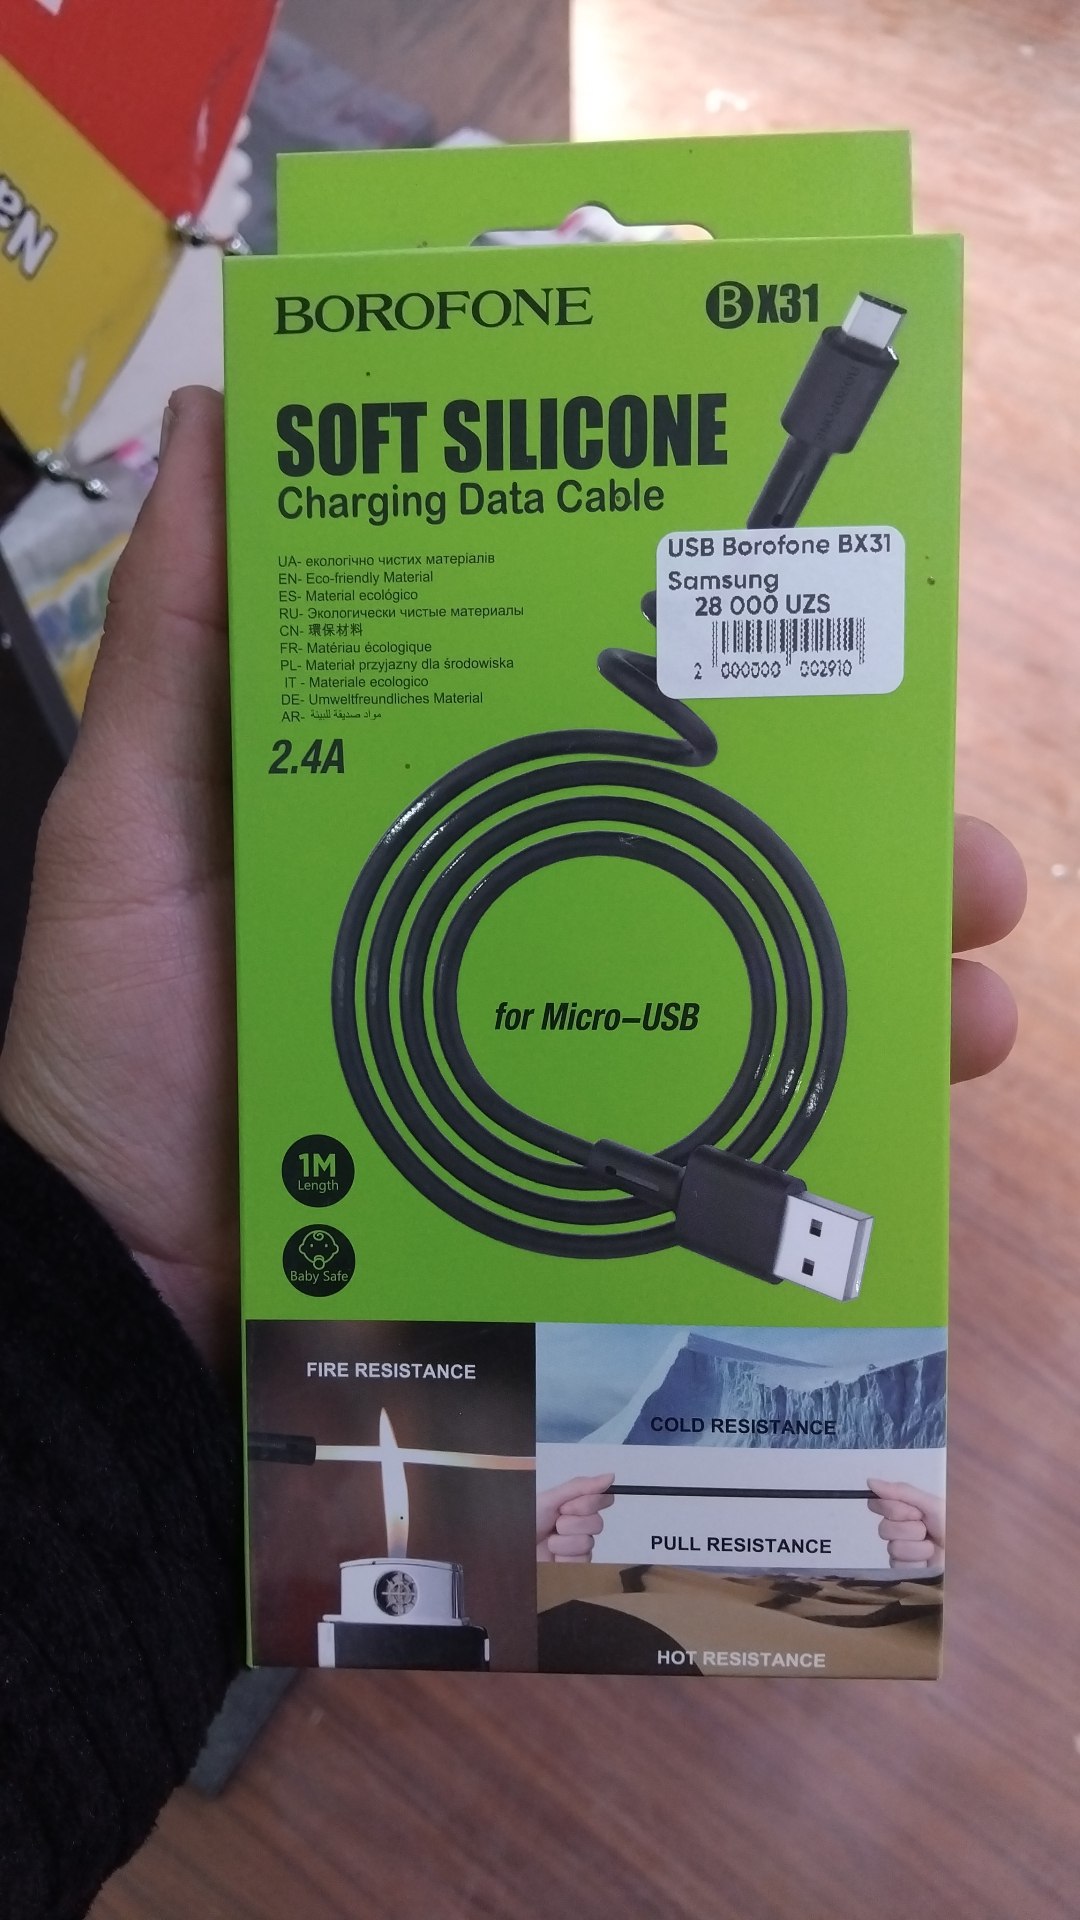 Na
BOROFONE
B X31
SOFT SILICONE
Charging Data Cable
UA- екологічно чистих матеріалів
EN- Eco-friendly Material
ES- Material ecológico
RU- Экологически чистые материалы
CN- 環保材料
FR- Matériau écologique
PL- Materiał przyjazny dla środowiska
IT - Materiale ecologico
DE- Umweltfreundliches Material
AR- مواد صديقة للبيئة
USB Borofone BX31
Samsung
28 000 UZS
2 000000 002910
2.4A
for Micro-USB
1M
Length
Baby Safe
FIRE RESISTANCE
COLD RESISTANCE
PULL RESISTANCE
HOT RESISTANCE